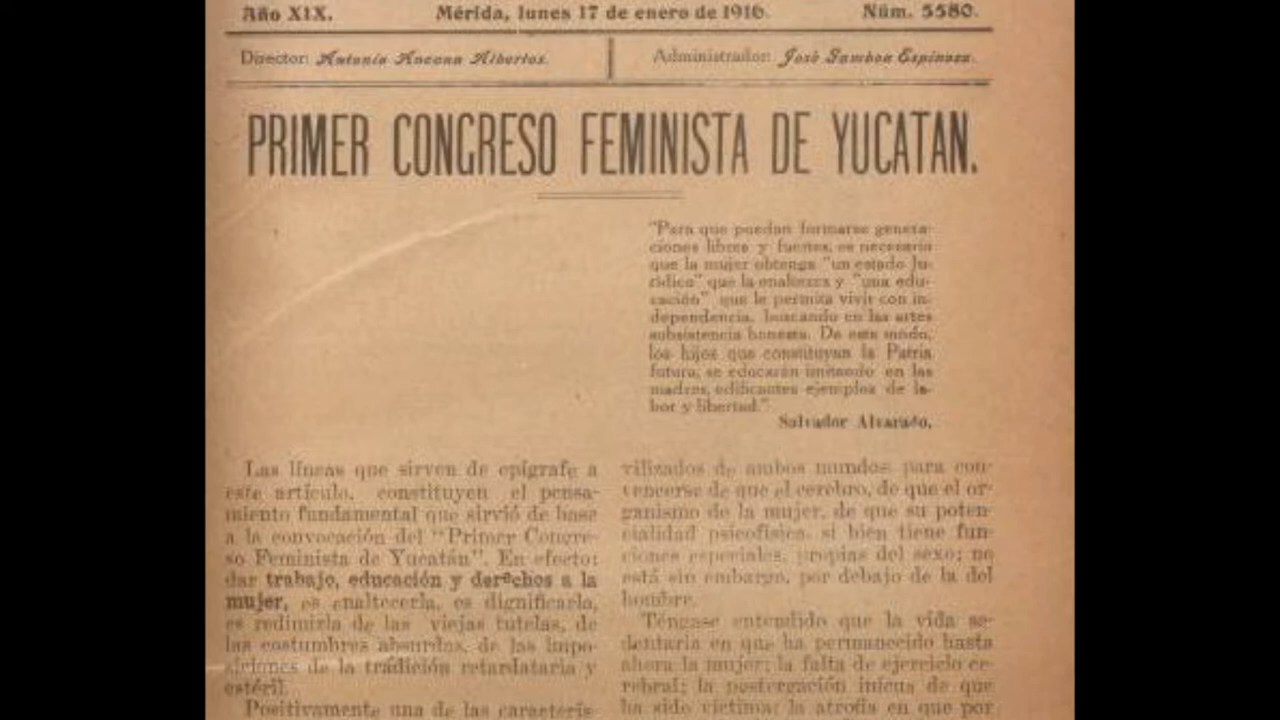 Año XIX.
Mérida, lunes 17 de enero de 1916.
Núm. 5580.
Director: Antonio Ancona Albertos.
Administrador: José Gamboa Espinosa.
PRIMER CONGRESO FEMINISTA DE YUCATAN.
"Para que puedan formarse genera-
ciones libres y fuertes, es necesario
que la mujer obtenga "un estado Ju-
rídico" que la enaltezca y "una edu-
cación" que le permita vivir con in-
dependencia, buscando en las artes
subsistencia honesta. De este modo,
los hijos que constituyan la Patria
futura, se educarán imitando en las
madres, edificantes ejemplos de la-
bor y libertad."
Salvador Alvarado.
Las líneas que sirven de epígrafe a
este artículo, constituyen el pensa-
miento fundamental que sirvió de base
a la convocación del "Primer Congre-
so Feminista de Yucatán". En efecto:
dar trabajo, educación y derechos a la
mujer, es enaltecerla, es dignificarla,
es redimirla de las viejas tutelas, de
las costumbres absurdas, de las impo-
siciones de la tradición retardataria y
estéril.
Positivamente una de las caracterís-
vilizados de ambos mundos para con-
vencerse de que el cerebro, de que el or-
ganismo de la mujer, de que su poten-
cialidad psicofísica, si bien tiene fun-
ciones especiales, propias del sexo; no
está sin embargo, por debajo de la del
hombre.
Téngase entendido que la vida se-
dentaria en que ha permanecido hasta
ahora la mujer; la falta de ejercicio ce-
rebral; la postergación inicua de que
ha sido víctima; la atrofia en que por